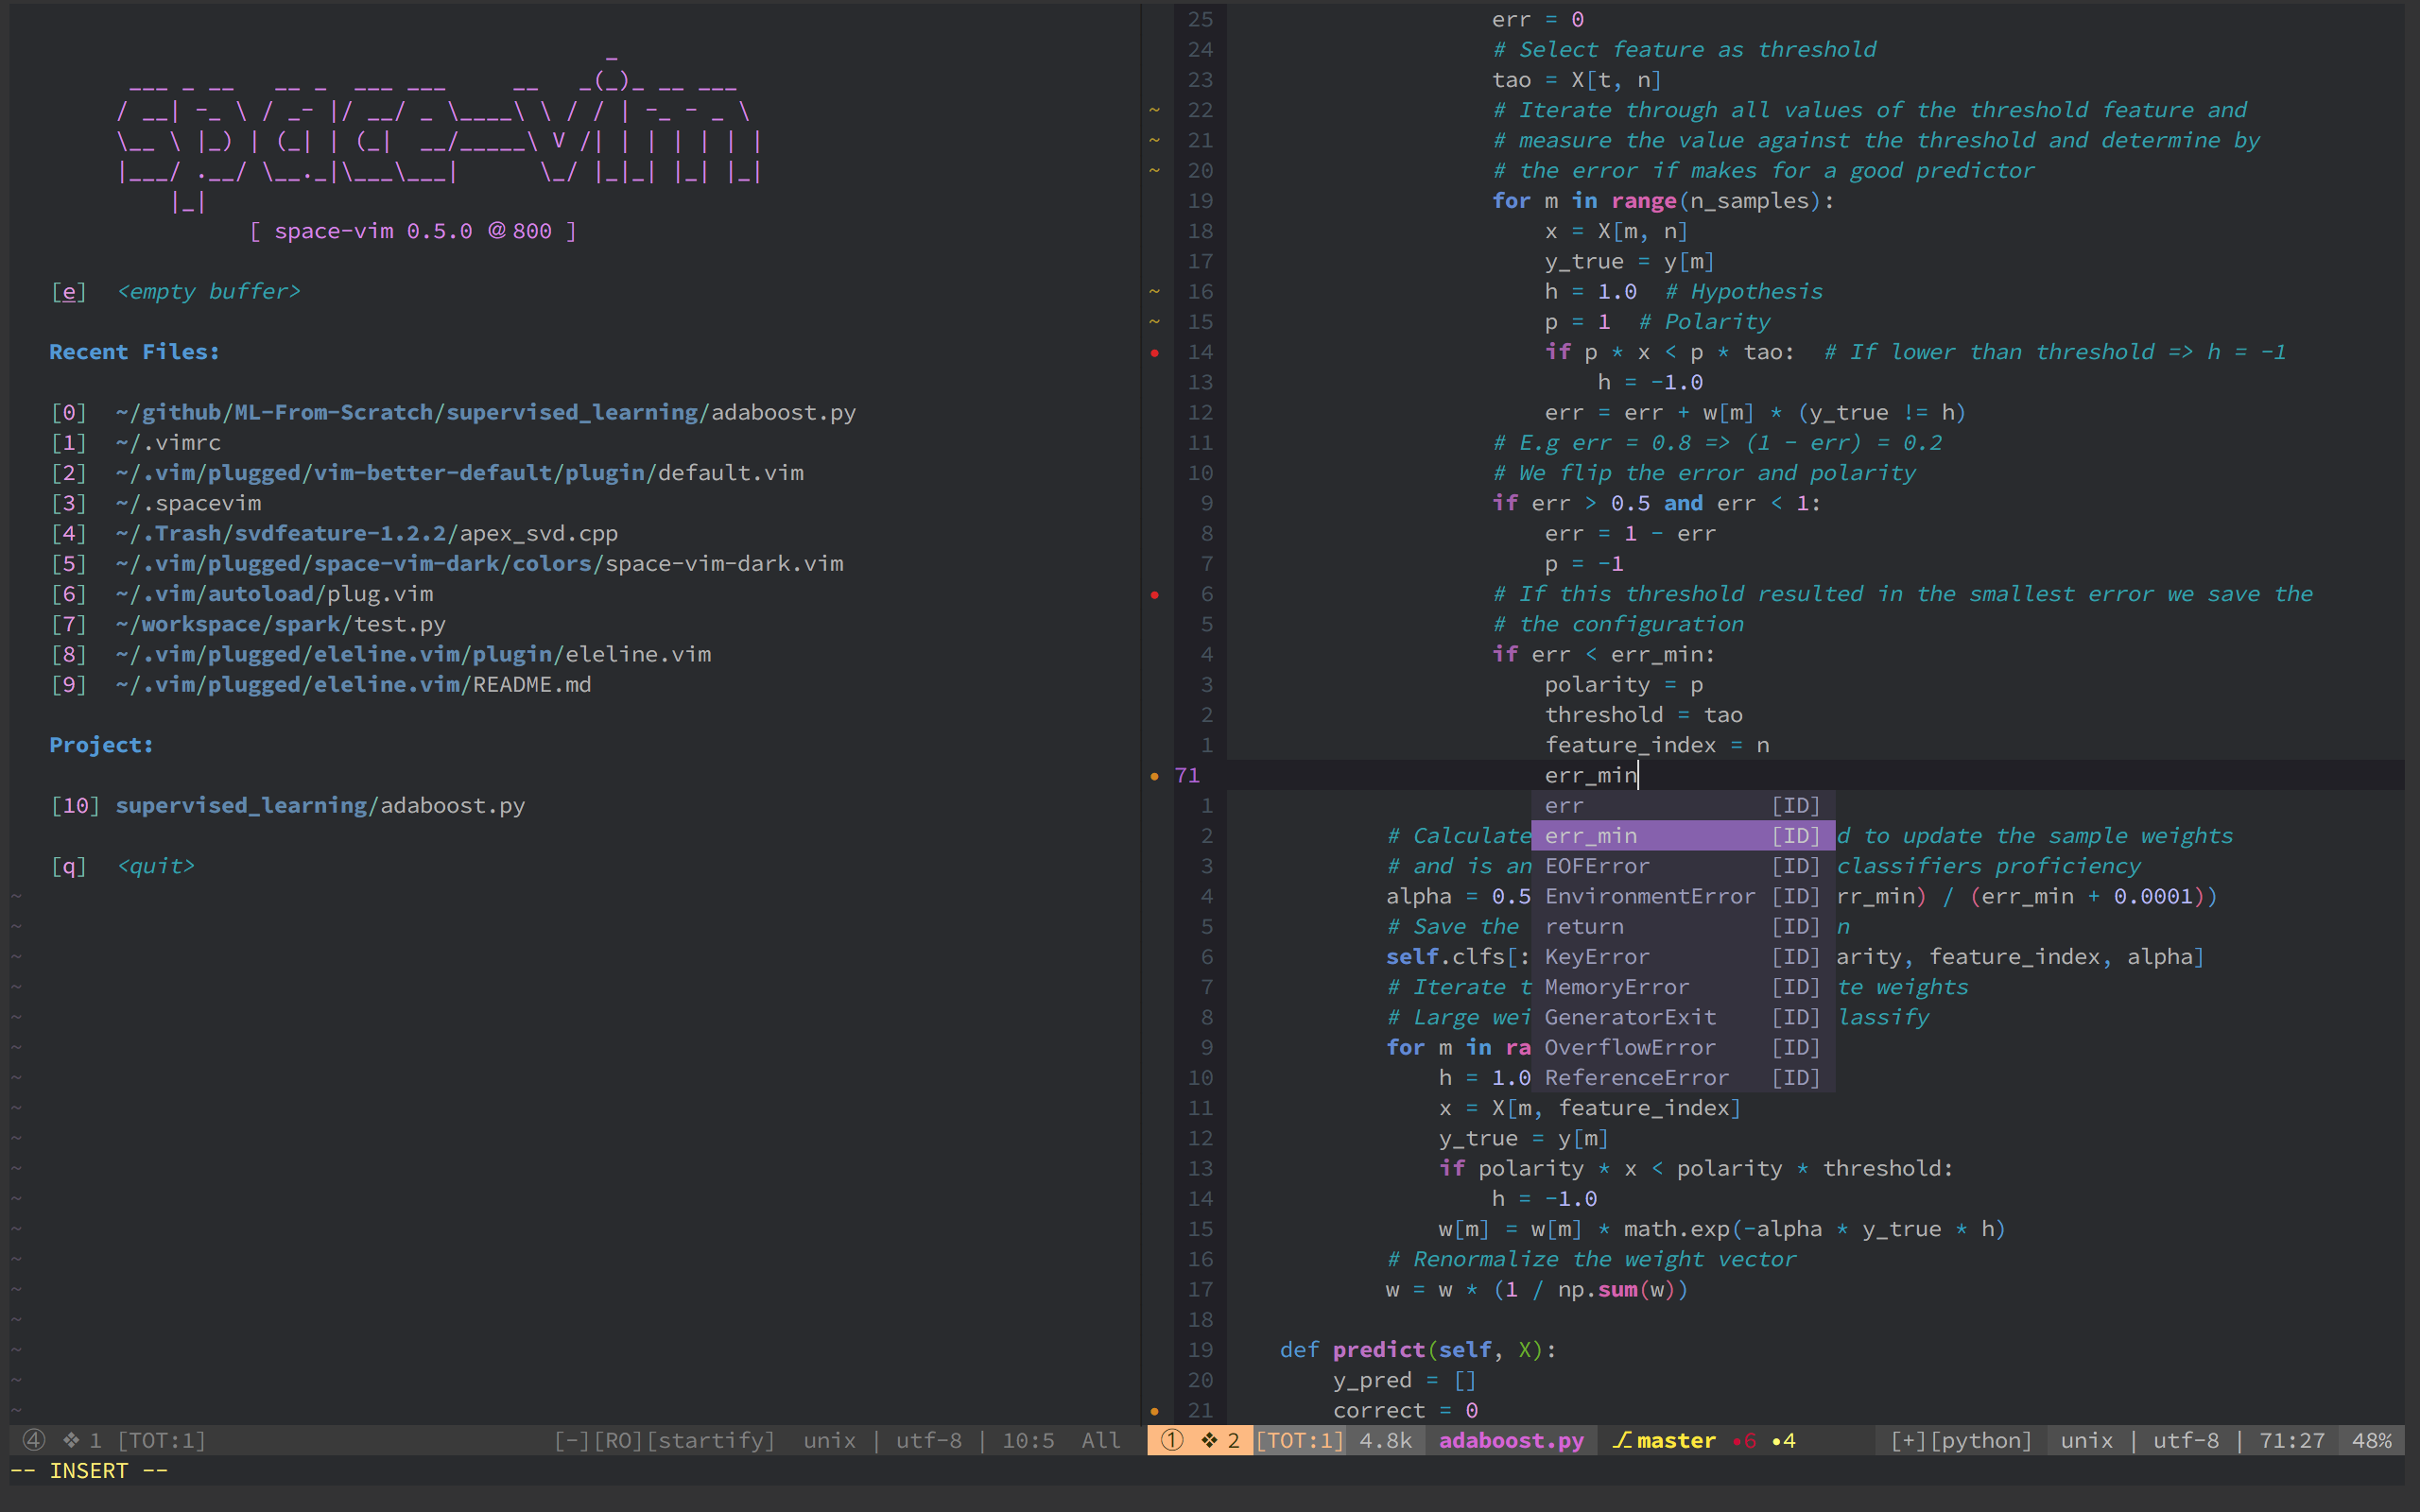 _
     ___ _ __   __ _  ___ ___     __   _(_)_ __ ___
    / __| '_ \ / _` |/ __/ _ \____\ \ / / | '_ ` _ \
    \__ \ |_) | (_| | (_|  __/_____\ V /| | | | | | |
    |___/ .__/ \__,_|\___\___|      \_/ |_|_| |_| |_|
        |_|
[ space-vim 0.5.0 @800 ]
[e] <empty buffer>
Recent Files:
[0] ~/github/ML-From-Scratch/supervised_learning/adaboost.py
[1] ~/.vimrc
[2] ~/.vim/plugged/vim-better-default/plugin/default.vim
[3] ~/.spacevim
[4] ~/.Trash/svdfeature-1.2.2/apex_svd.cpp
[5] ~/.vim/plugged/space-vim-dark/colors/space-vim-dark.vim
[6] ~/.vim/autoload/plug.vim
[7] ~/workspace/spark/test.py
[8] ~/.vim/plugged/eleline.vim/plugin/eleline.vim
[9] ~/.vim/plugged/eleline.vim/README.md
Project:
[10] supervised_learning/adaboost.py
[q] <quit>
④ ❖ 1 [TOT:1] [-][RO][startify] unix | utf-8 | 10:5 All
25 err = 0
24 # Select feature as threshold
23 tao = X[t, n]
~ 22 # Iterate through all values of the threshold feature and
~ 21 # measure the value against the threshold and determine by
~ 20 # the error if makes for a good predictor
19 for m in range(n_samples):
18 x = X[m, n]
17 y_true = y[m]
~ 16 h = 1.0  # Hypothesis
~ 15 p = 1  # Polarity
• 14 if p * x < p * tao:  # If lower than threshold => h = -1
13 h = -1.0
12 err = err + w[m] * (y_true != h)
11 # E.g err = 0.8 => (1 - err) = 0.2
10 # We flip the error and polarity
9 if err > 0.5 and err < 1:
8 err = 1 - err
7 p = -1
• 6 # If this threshold resulted in the smallest error we save the
5 # the configuration
4 if err < err_min:
3 polarity = p
2 threshold = tao
1 feature_index = n
• 71 err_min
1 err [ID]
2 # Calculate err_min [ID] d to update the sample weights
3 # and is an EOFError [ID] classifiers proficiency
4 alpha = 0.5 EnvironmentError [ID] rr_min) / (err_min + 0.0001))
5 # Save the return [ID] n
6 self.clfs[: KeyError [ID] arity, feature_index, alpha]
7 # Iterate t MemoryError [ID] te weights
8 # Large wei GeneratorExit [ID] lassify
9 for m in ra OverflowError [ID]
10 h = 1.0 ReferenceError [ID]
11 x = X[m, feature_index]
12 y_true = y[m]
13 if polarity * x < polarity * threshold:
14 h = -1.0
15 w[m] = w[m] * math.exp(-alpha * y_true * h)
16 # Renormalize the weight vector
17 w = w * (1 / np.sum(w))
18
19 def predict(self, X):
20 y_pred = []
• 21 correct = 0
① ❖ 2 [TOT:1] 4.8k adaboost.py ⎇master •6 •4 [+][python] unix | utf-8 | 71:27 48%
-- INSERT --